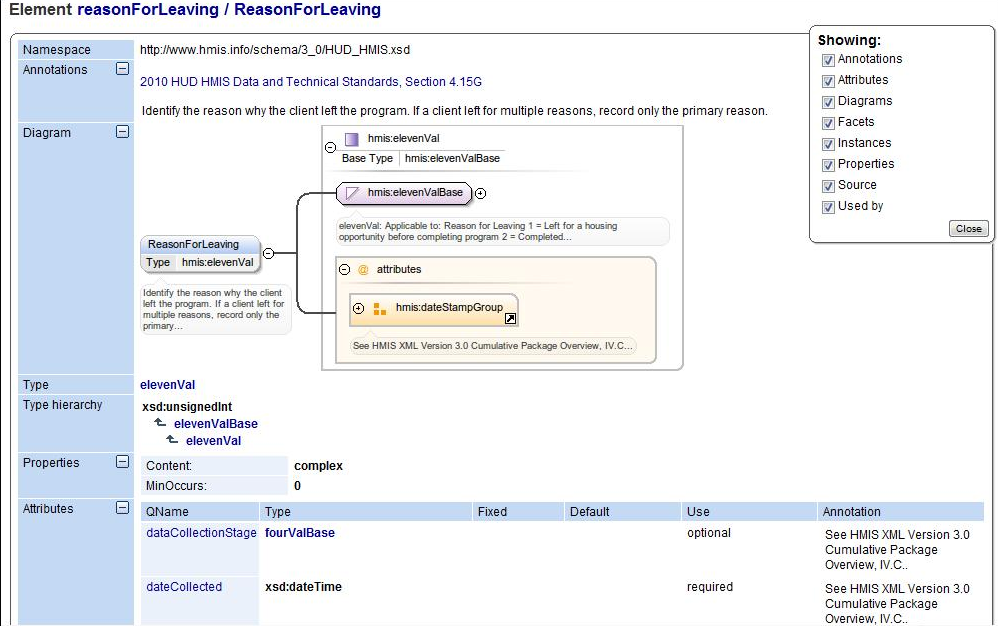 Element reasonForLeaving / ReasonForLeaving
Namespace http://www.hmis.info/schema/3_0/HUD_HMIS.xsd
Annotations
2010 HUD HMIS Data and Technical Standards, Section 4.15G
Identify the reason why the client left the program. If a client left for multiple reasons, record only the primary reason.
Showing:
Annotations
Attributes
Diagrams
Facets
Instances
Properties
Source
Used by
Close
Diagram
hmis:elevenVal
Base Type hmis:elevenValBase
hmis:elevenValBase
elevenVal: Applicable to: Reason for Leaving 1 = Left for a housing
opportunity before completing program 2 = Completed...
ReasonForLeaving
Type hmis:elevenVal
Identify the reason why the client
left the program. If a client left for
multiple reasons, record only the
primary...
@ attributes
hmis:dateStampGroup
See HMIS XML Version 3.0 Cumulative Package Overview, IV.C...
Type elevenVal
Type hierarchy xsd:unsignedInt
elevenValBase
elevenVal
Properties Content: complex
MinOccurs: 0
Attributes QName Type Fixed Default Use Annotation
dataCollectionStage fourValBase optional See HMIS XML Version 3.0
Cumulative Package
Overview, IV.C..
dateCollected xsd:dateTime required See HMIS XML Version 3.0
Cumulative Package
Overview, IV.C..